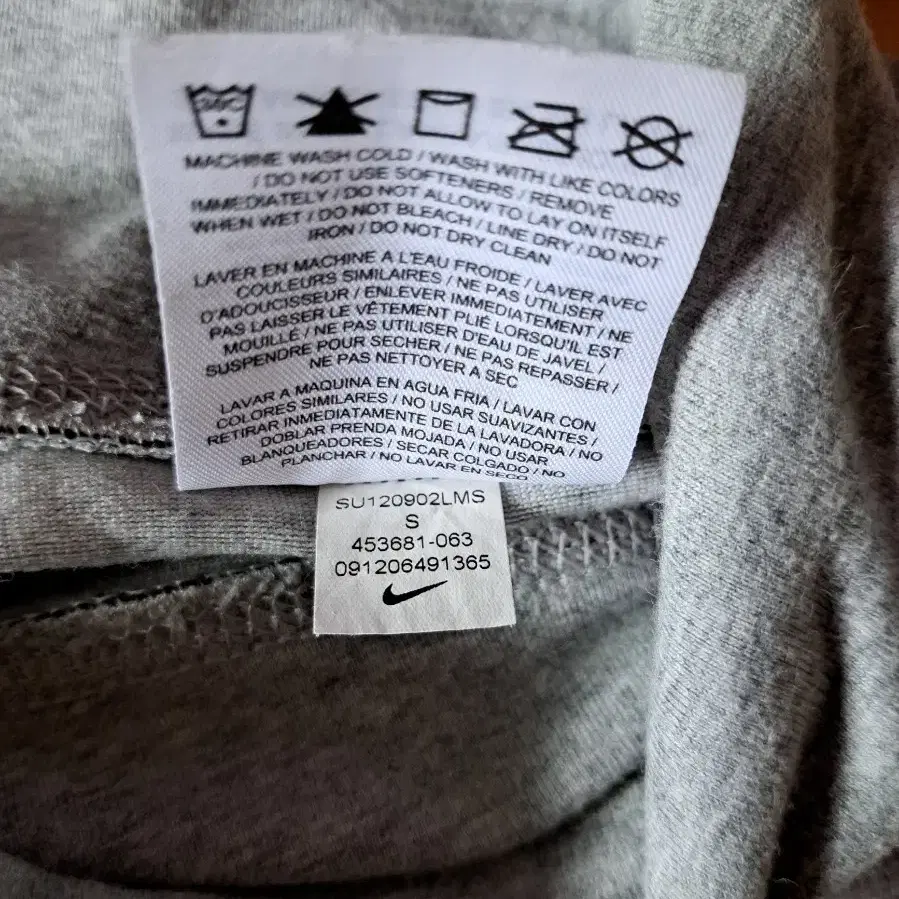 30C
MACHINE WASH COLD / WASH WITH LIKE COLORS
/ DO NOT USE SOFTENERS / REMOVE
IMMEDIATELY / DO NOT ALLOW TO LAY ON ITSELF
WHEN WET / DO NOT BLEACH / LINE DRY / DO NOT
IRON / DO NOT DRY CLEAN
LAVER EN MACHINE A L'EAU FROIDE / LAVER AVEC
COULEURS SIMILAIRES / NE PAS UTILISER
D'ADOUCISSEUR / ENLEVER IMMEDIATEMENT / NE
PAS LAISSER LE VÊTEMENT PLIÉ LORSQU'IL EST
MOUILLÉ / NE PAS UTILISER D'EAU DE JAVEL /
SUSPENDRE POUR SECHER / NE PAS REPASSER /
NE PAS NETTOYER A SEC
LAVAR A MAQUINA EN AGUA FRIA / LAVAR CON
COLORES SIMILARES / NO USAR SUAVIZANTES /
RETIRAR INMEDIATAMENTE DE LA LAVADORA / NO
DOBLAR PRENDA MOJADA / NO USAR
BLANQUEADORES / SECAR COLGADO / NO
PLANCHAR / NO LAVAR EN SECO
SU120902LMS
S
453681-063
091206491365